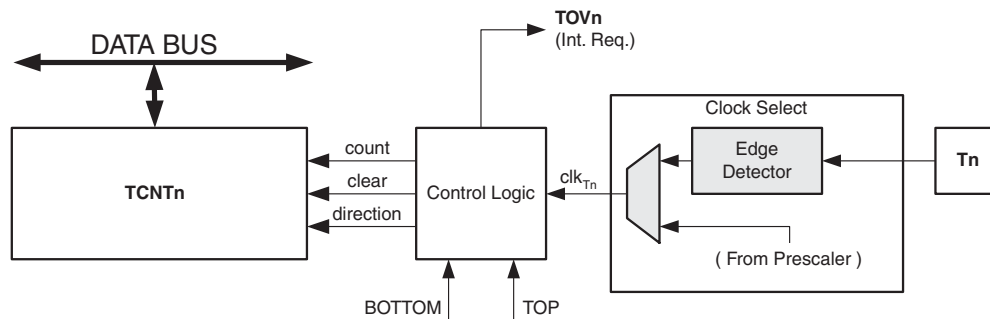 TOVn
(Int. Req.)
DATA BUS
Clock Select
count
Edge
Detector
Tn
TCNTn
clear
Control Logic
clkTn
direction
( From Prescaler )
BOTTOM
TOP